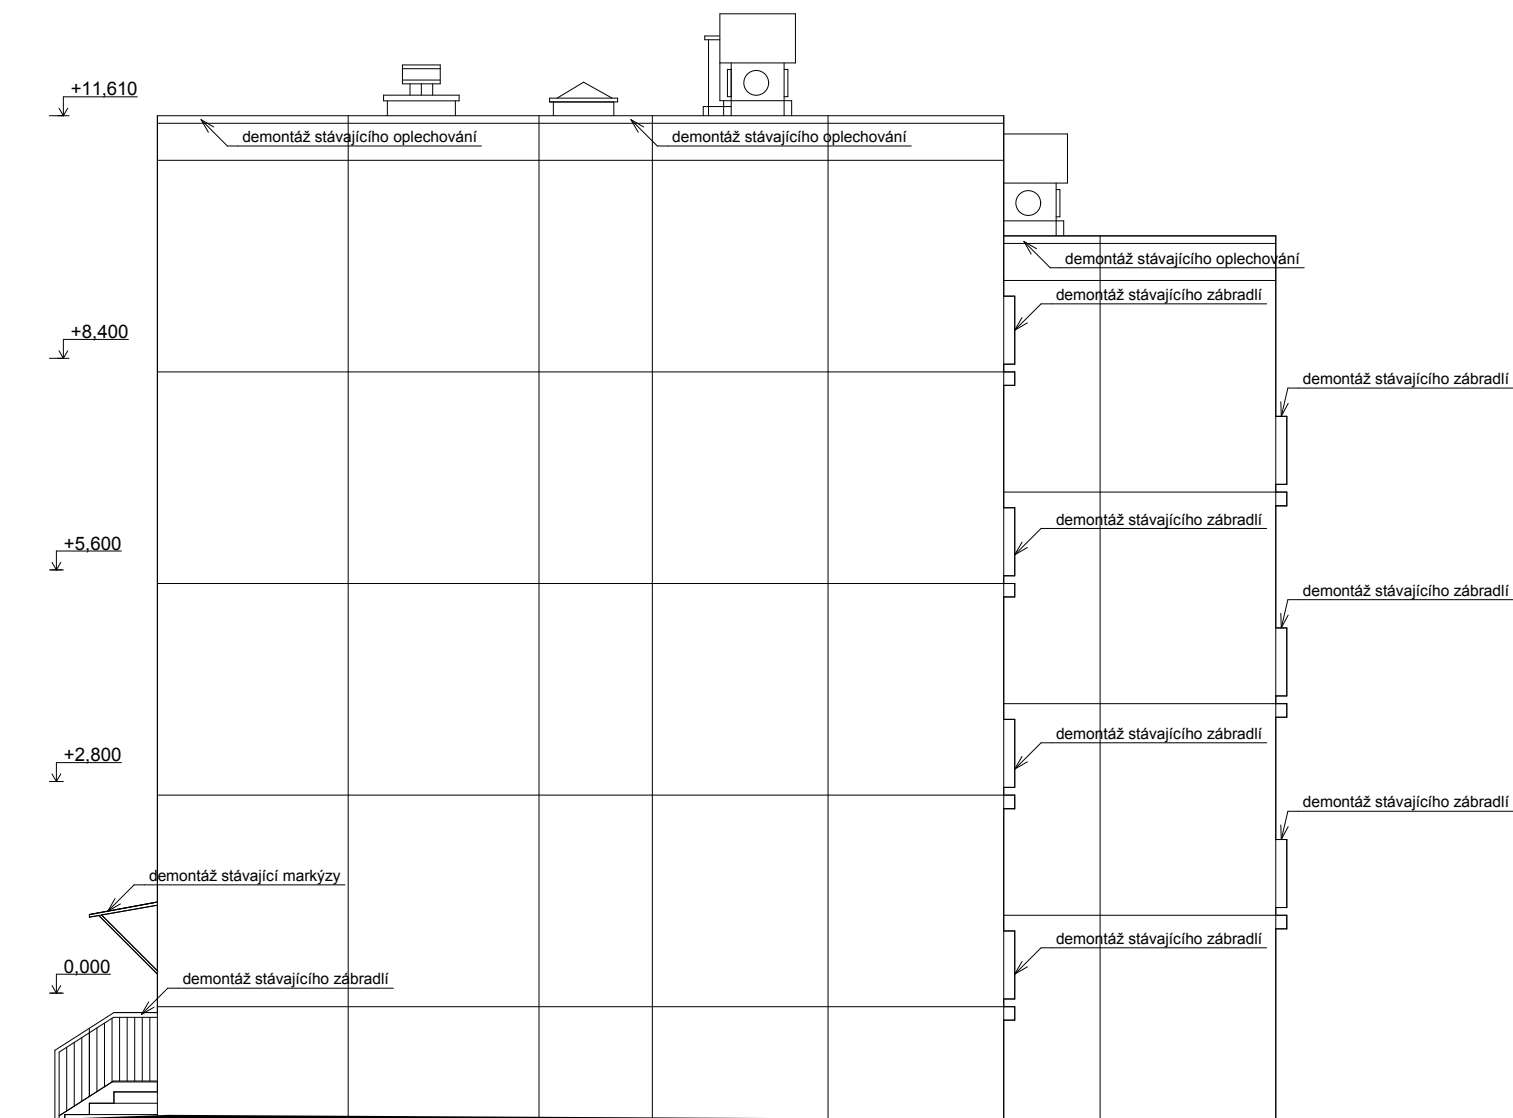 +11,610
demontáž stávajícího oplechování
demontáž stávajícího oplechování
demontáž stávajícího oplechování
demontáž stávajícího zábradlí
+8,400
demontáž stávajícího zábradlí
demontáž stávajícího zábradlí
+5,600
demontáž stávajícího zábradlí
demontáž stávajícího zábradlí
+2,800
demontáž stávajícího zábradlí
demontáž stávající markýzy
demontáž stávajícího zábradlí
0,000
demontáž stávajícího zábradlí